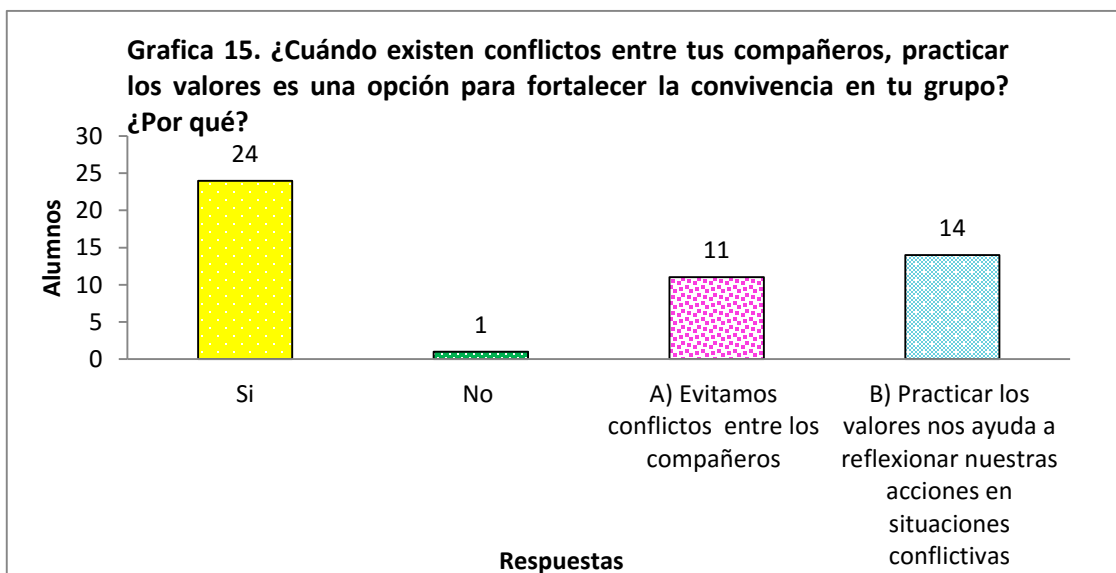 Grafica 15. ¿Cuándo existen conflictos entre tus compañeros, practicar
los valores es una opción para fortalecer la convivencia en tu grupo?
¿Por qué?
30
25
20
15
10
5
0
Alumnos
24
1
11
14
Si
No
A) Evitamos
conflictos entre los
compañeros
B) Practicar los
valores nos ayuda a
reflexionar nuestras
acciones en
situaciones
conflictivas
Respuestas